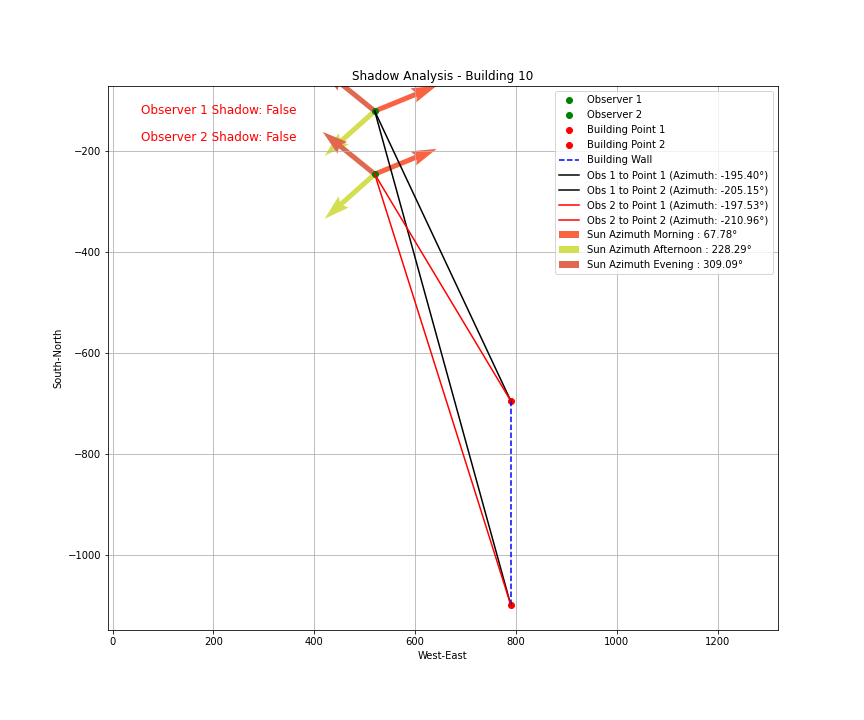 Shadow Analysis - Building 10
Observer 1 Shadow: False
Observer 2 Shadow: False
Observer 1
Observer 2
Building Point 1
Building Point 2
Building Wall
Obs 1 to Point 1 (Azimuth: -195.40°)
Obs 1 to Point 2 (Azimuth: -205.15°)
Obs 2 to Point 1 (Azimuth: -197.53°)
Obs 2 to Point 2 (Azimuth: -210.96°)
Sun Azimuth Morning : 67.78°
Sun Azimuth Afternoon : 228.29°
Sun Azimuth Evening : 309.09°
−200
−400
−600
−800
−1000
South-North
0 200 400 600 800 1000 1200
West-East